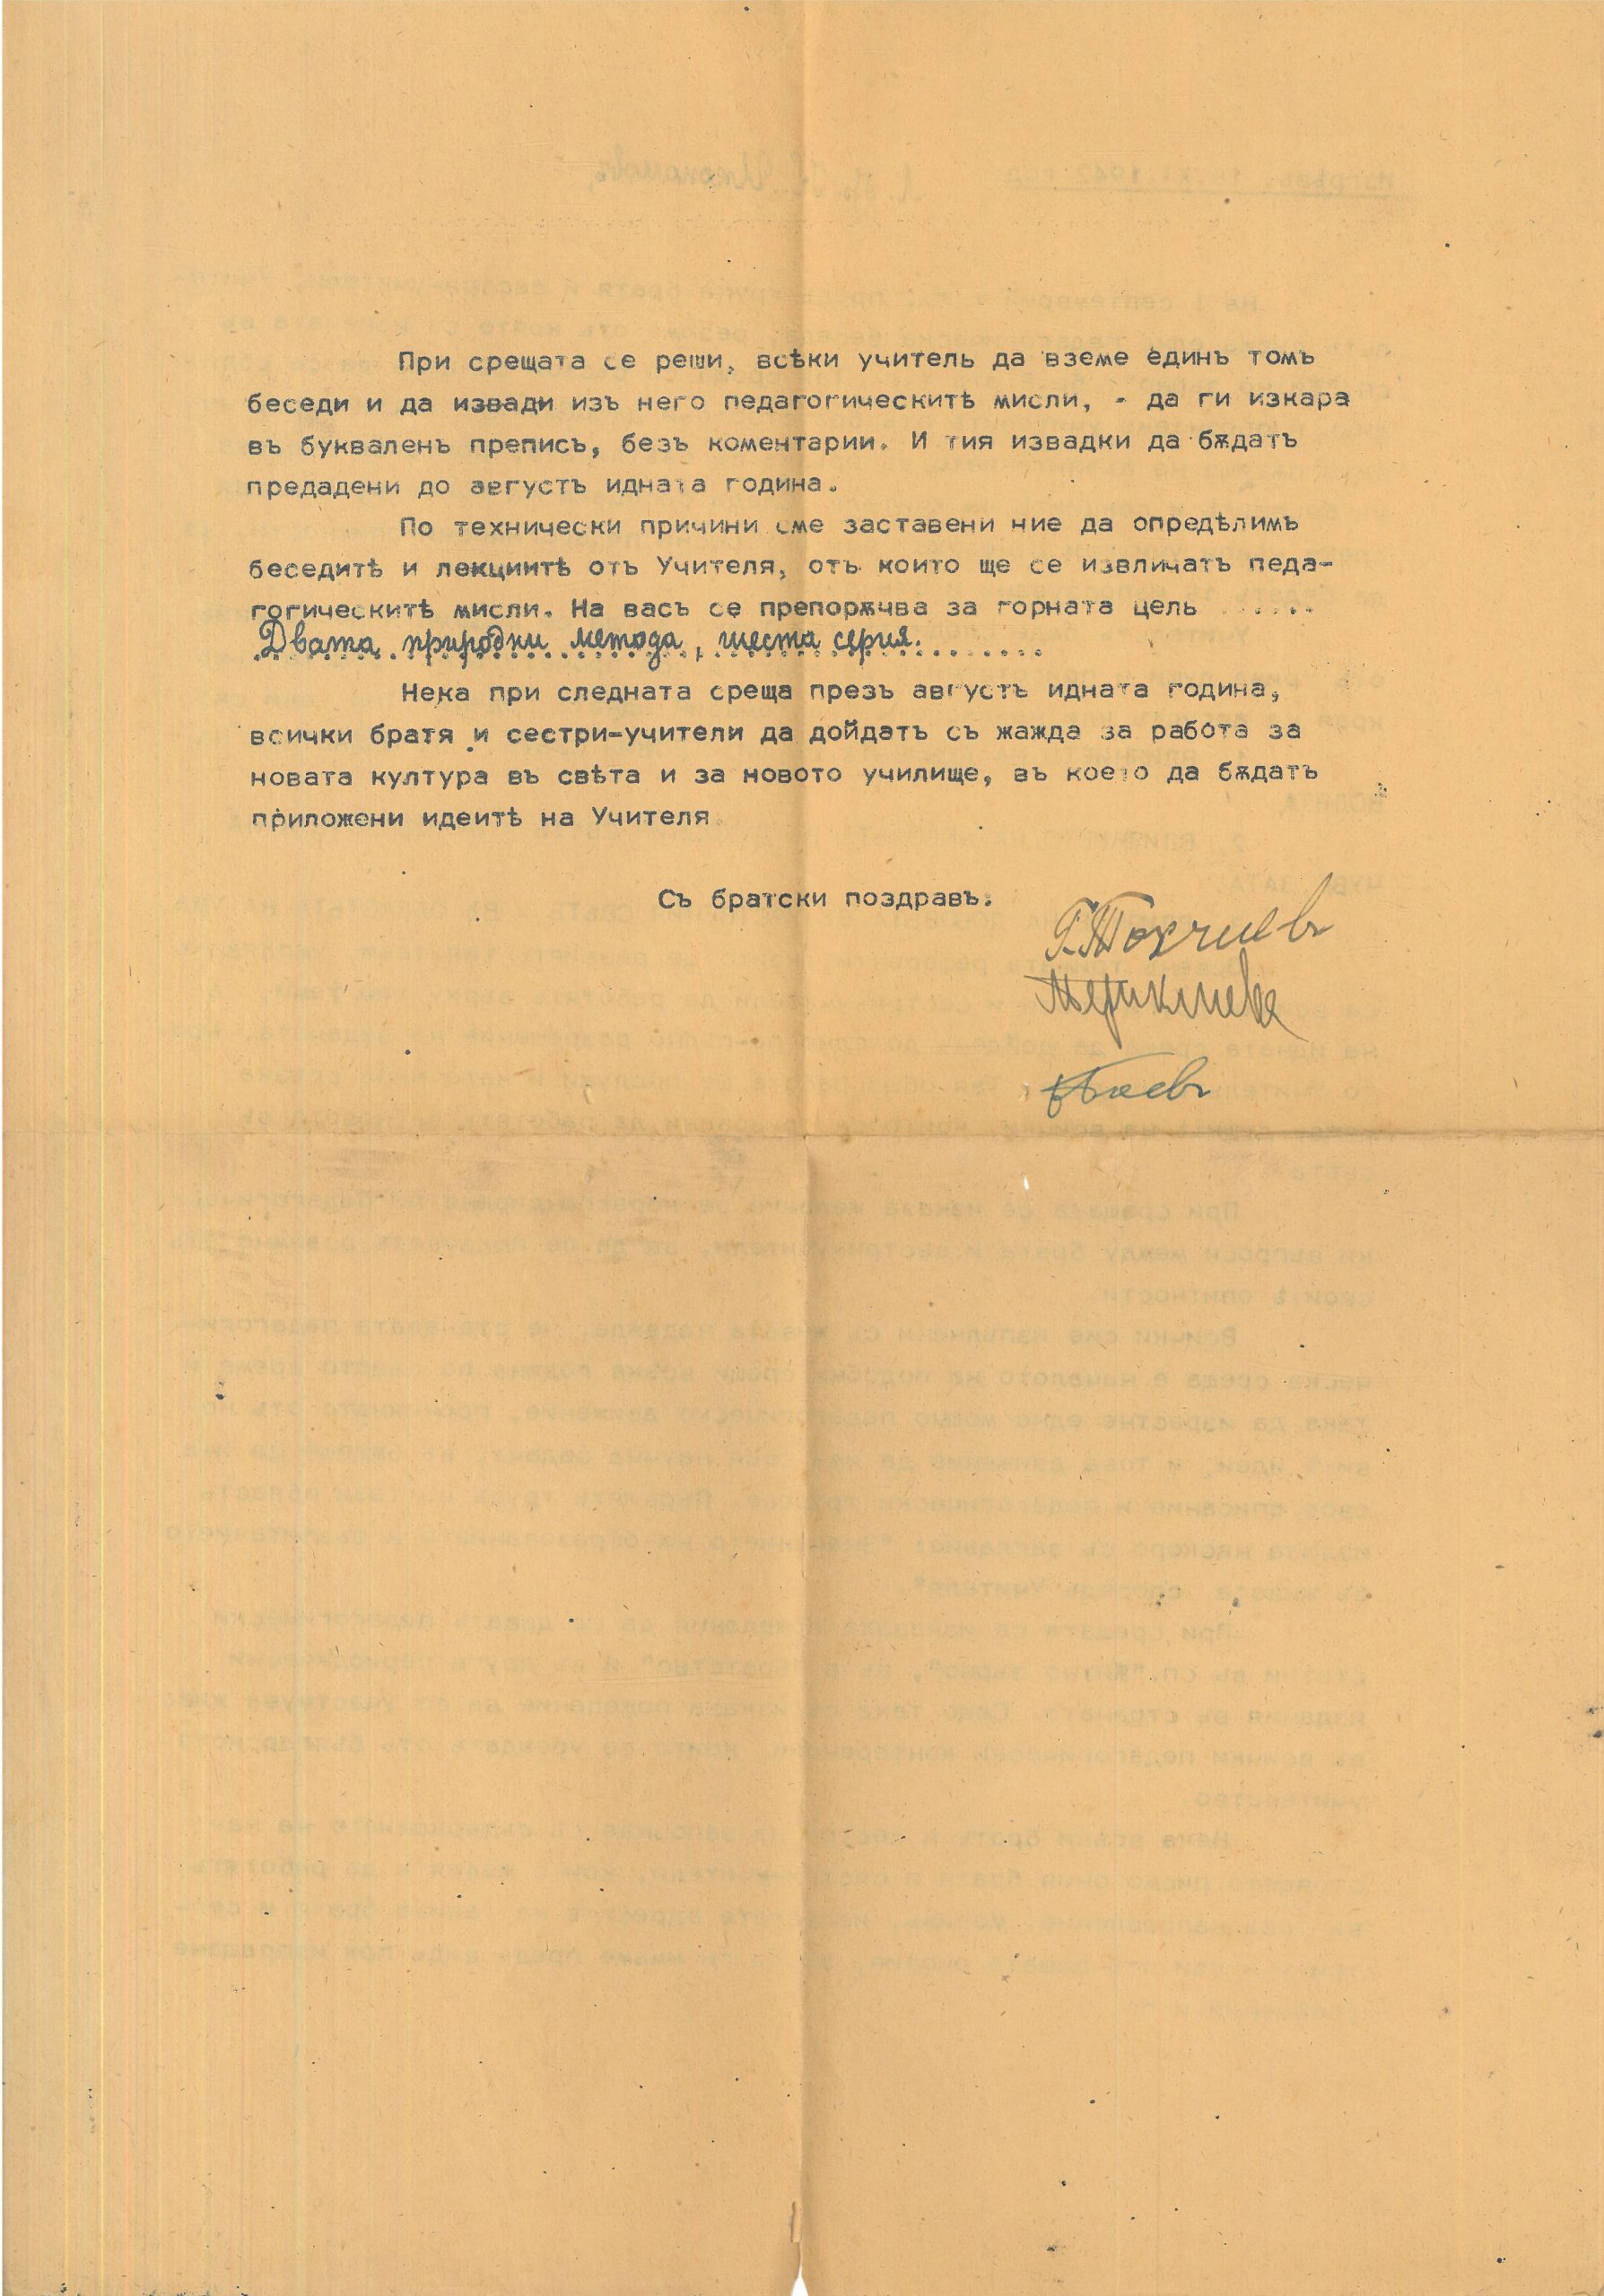 При срещата се реши, всѣки учитель да вземе единъ томъ
беседи и да извади изъ него педагогическитѣ мисли, - да ги изкара
въ букваленъ преписъ, безъ коментарии. И тия извадки да бѫдатъ
предадени до августъ идната година.
По технически причини сме заставени ние да опредѣлимъ
беседитѣ и лекциитѣ отъ Учителя, отъ които ще се извличатъ педа-
гогическитѣ мисли. На васъ се препорѫчва за горната цель ......
Двата природни метода, шеста серия.
Нека при следната среща презъ августъ идната година,
всички братя и сестри-учители да дойдатъ съ жажда за работа за
новата култура въ свѣта и за новото училище, въ което да бѫдатъ
приложени идеитѣ на Учителя.
Съ братски поздравъ:
Боевъ